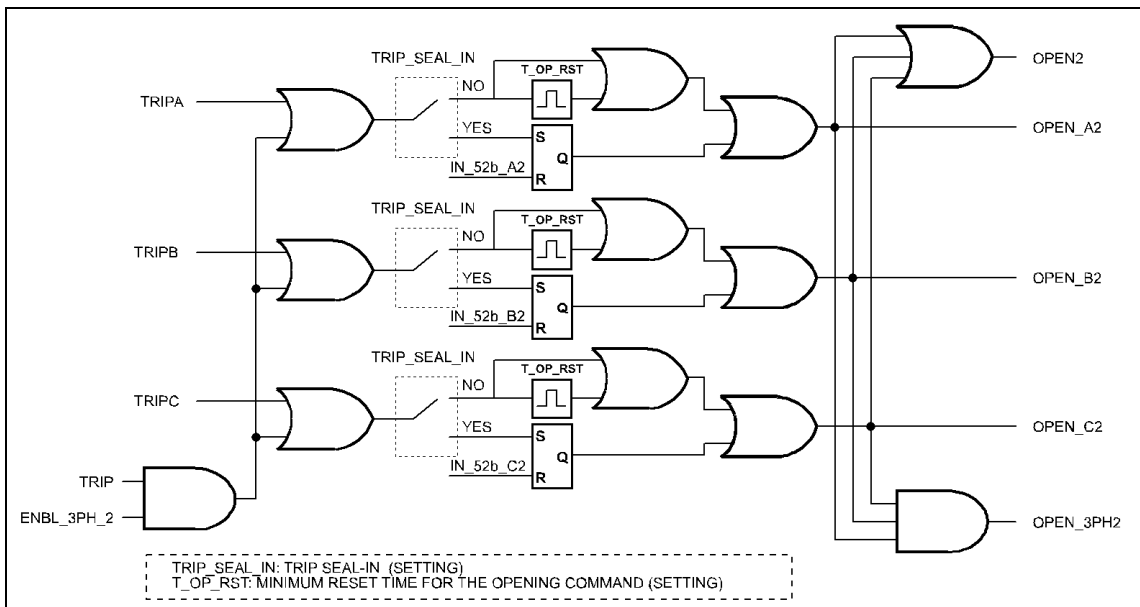 TRIP_SEAL_IN
NO
T_OP_RST
OPEN2
TRIPA
OPEN_A2
YES
S
Q
IN_52b_A2
R
TRIP_SEAL_IN
NO
T_OP_RST
TRIPB
OPEN_B2
YES
S
Q
IN_52b_B2
R
TRIP_SEAL_IN
NO
T_OP_RST
TRIPC
OPEN_C2
YES
S
Q
IN_52b_C2
R
TRIP
ENBL_3PH_2
OPEN_3PH2
TRIP_SEAL_IN: TRIP SEAL-IN (SETTING)
T_OP_RST: MINIMUM RESET TIME FOR THE OPENING COMMAND (SETTING)